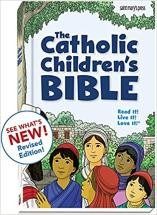 saint mary's press
The
Catholic
Children's
BIBLE
Read it!
Live it!
Love it!®
SEE WHAT'S
NEW!
Revised
Edition!